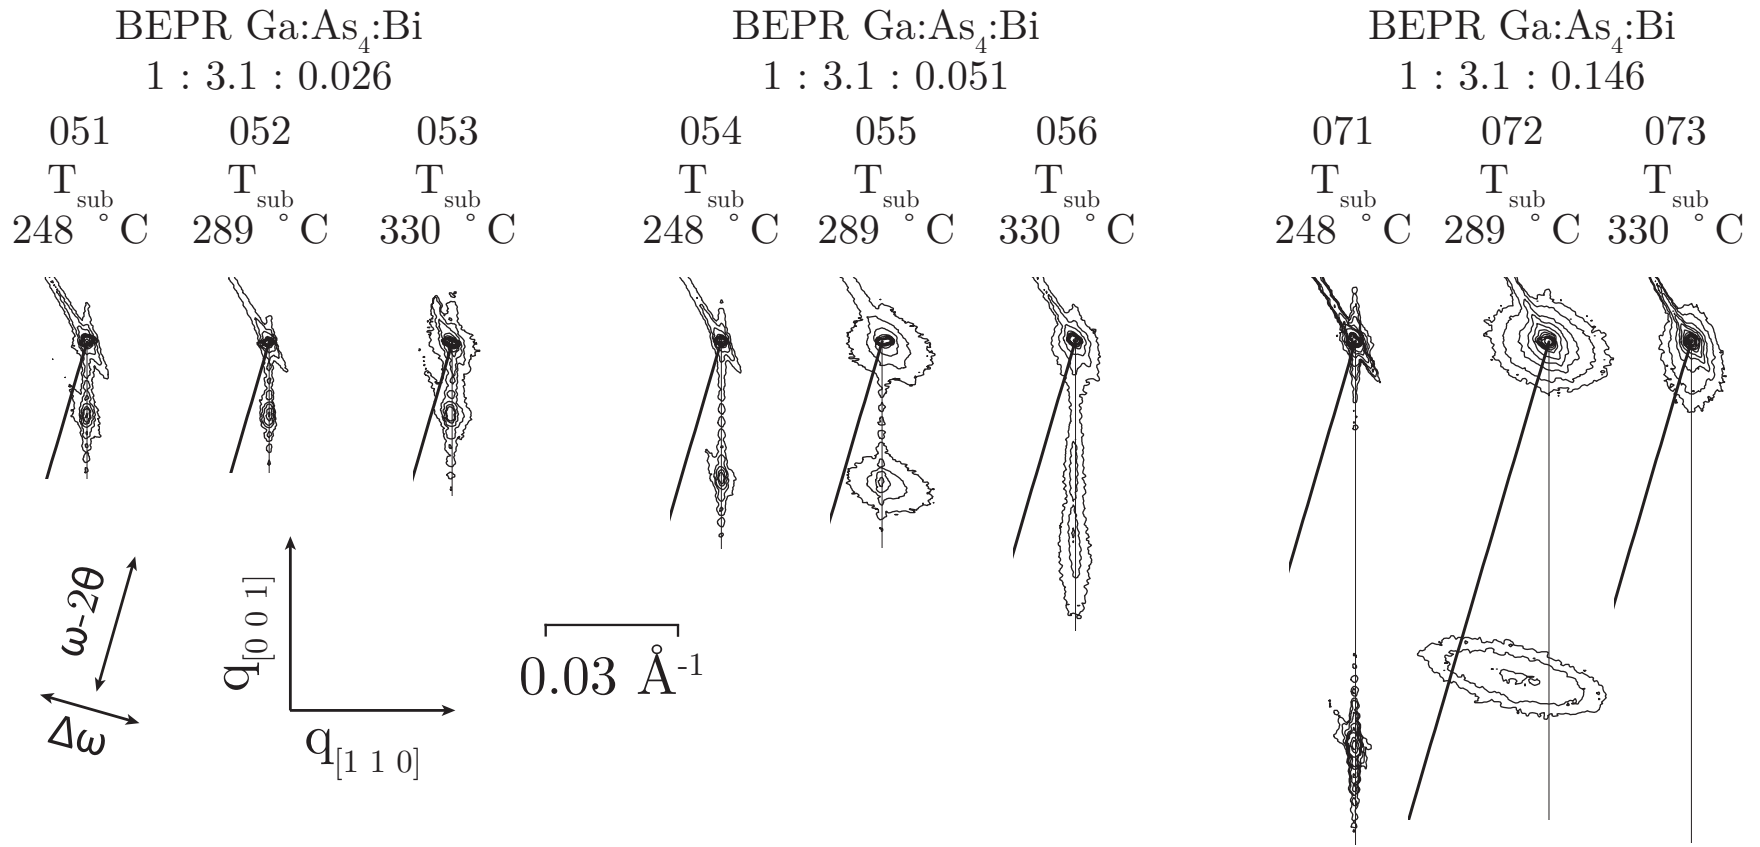 BEPR Ga:As4:Bi
1 : 3.1 : 0.026
BEPR Ga:As4:Bi
1 : 3.1 : 0.051
BEPR Ga:As4:Bi
1 : 3.1 : 0.146
051 052 053 054 055 056 071 072 073
Tsub Tsub Tsub Tsub Tsub Tsub Tsub Tsub Tsub
248 °C 289 °C 330 °C 248 °C 289 °C 330 °C 248 °C 289 °C 330 °C
ω-2θ
Δω
q[0 0 1]
q[1 1 0]
0.03 Å-1